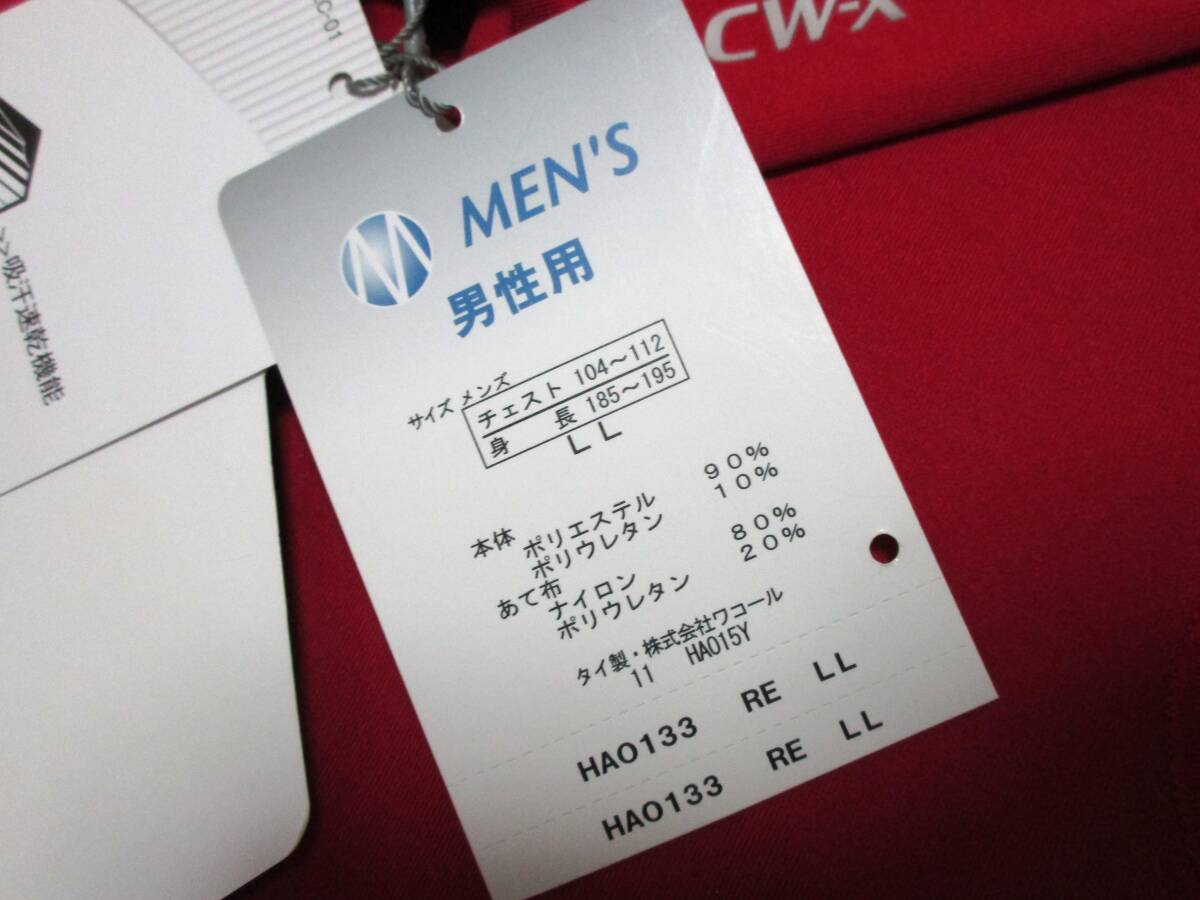 CW-X
C-01
>>吸汗速乾機能
M MEN'S
男性用
サイズ メンズ
チェスト 104～112
身 長 185～195
LL
本体
ポリエステル 90%
ポリウレタン 10%
あて布
ナイロン 80%
ポリウレタン 20%
タイ製・株式会社ワコール
11 HA015Y
HAO133 RE LL
HAO133 RE LL